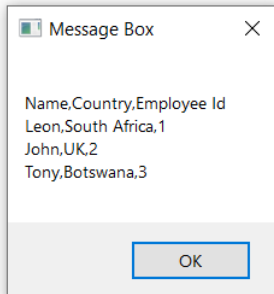 Message Box
Name,Country,Employee Id
Leon,South Africa,1
John,UK,2
Tony,Botswana,3
OK